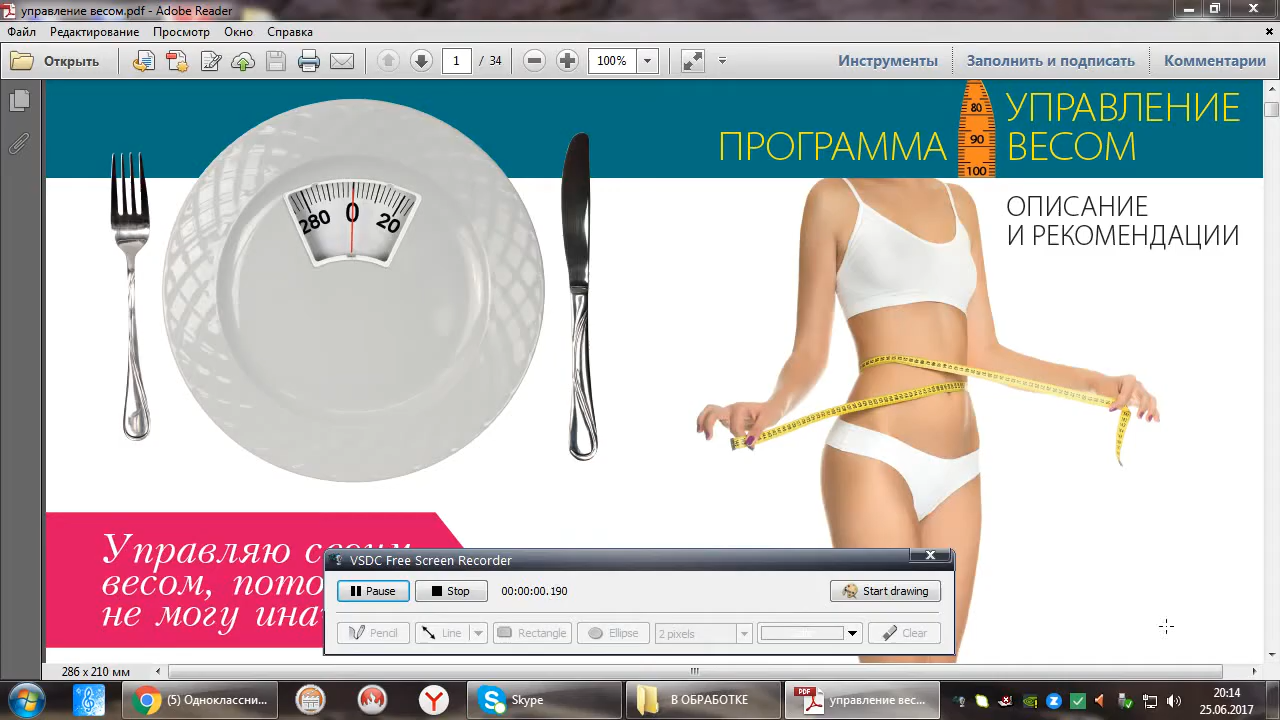 управление весом.pdf - Adobe Reader
Файл Редактирование Просмотр Окно Справка
Открыть 1 / 34 100% Инструменты Заполнить и подписать Комментарии
80
90
100
ПРОГРАММА
УПРАВЛЕНИЕ
ВЕСОМ
ОПИСАНИЕ
И РЕКОМЕНДАЦИИ
280 0 20
Управляю своим
весом, пото
не могу ина
VSDC Free Screen Recorder
Pause Stop 00:00:00.190 Start drawing
Pencil Line Rectangle Ellipse 2 pixels Clear
286 x 210 мм
(5) Одноклассни... Skype В ОБРАБОТКЕ PDF управление вес...
20:14
25.06.2017